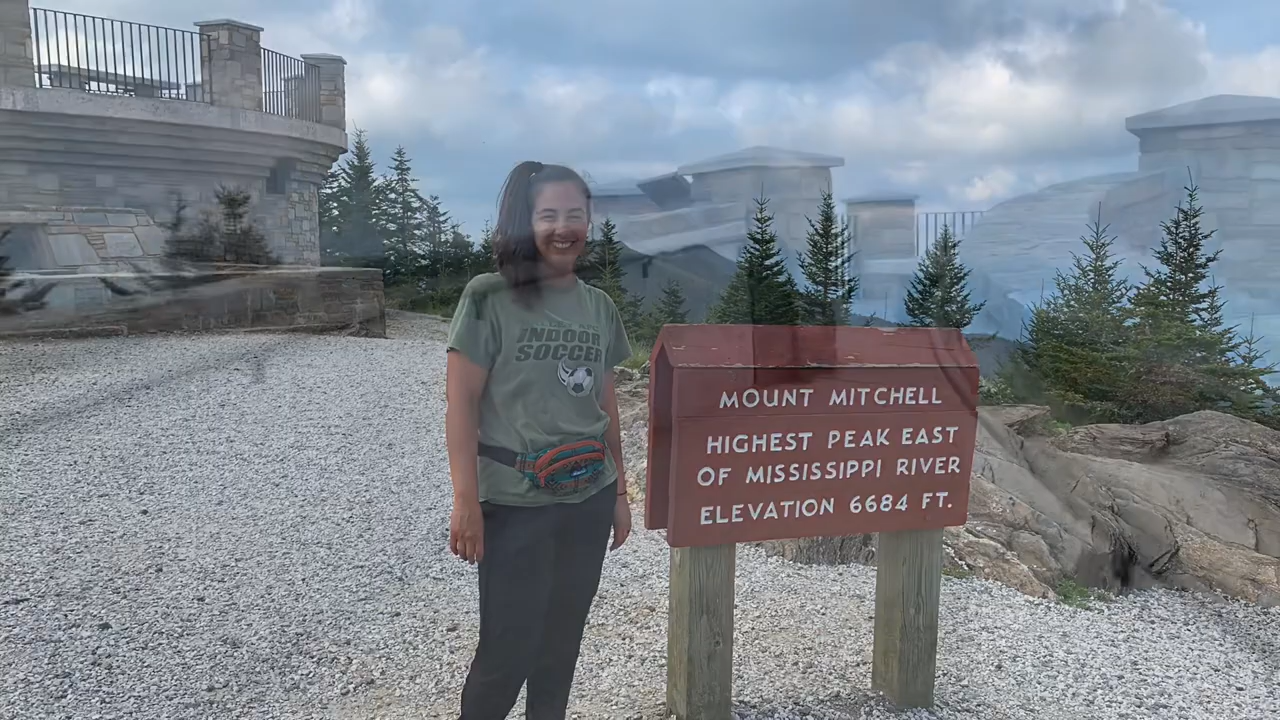 INDOOR
SOCCER
MOUNT MITCHELL
HIGHEST PEAK EAST
OF MISSISSIPPI RIVER
ELEVATION 6684 FT.